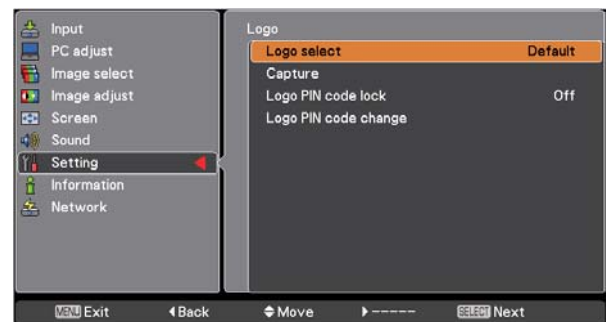 Input
PC adjust
Image select
Image adjust
Screen
Sound
Setting
Information
Network
Logo
Logo select Default
Capture
Logo PIN code lock Off
Logo PIN code change
MENU Exit ◀Back ◆Move ▶----- SELECT Next